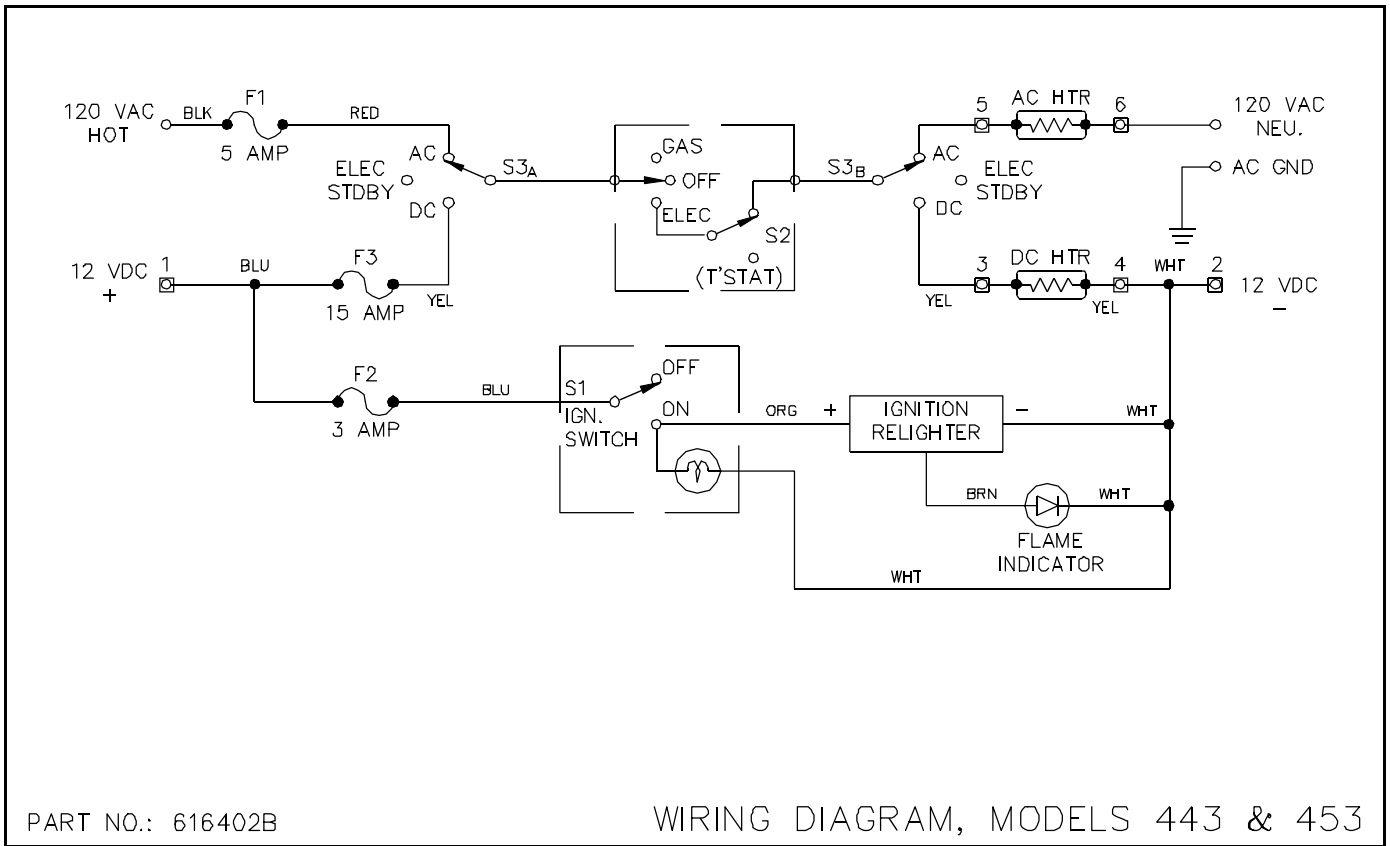 120 VAC
HOT
BLK
F1
5 AMP
RED
AC
ELEC
STDBY
DC
S3A
GAS
OFF
ELEC
S2
(T'STAT)
S3B
AC
ELEC
STDBY
DC
5
AC HTR
6
120 VAC
NEU.
AC GND
12 VDC
+
1
BLU
F3
15 AMP
YEL
YEL
3
DC HTR
4
YEL
WHT
2
12 VDC
−
F2
3 AMP
BLU
S1
IGN.
SWITCH
OFF
ON
ORG
+
IGNITION
RELIGHTER
−
WHT
BRN
WHT
FLAME
INDICATOR
WHT
PART NO.: 616402B
WIRING DIAGRAM, MODELS 443 & 453